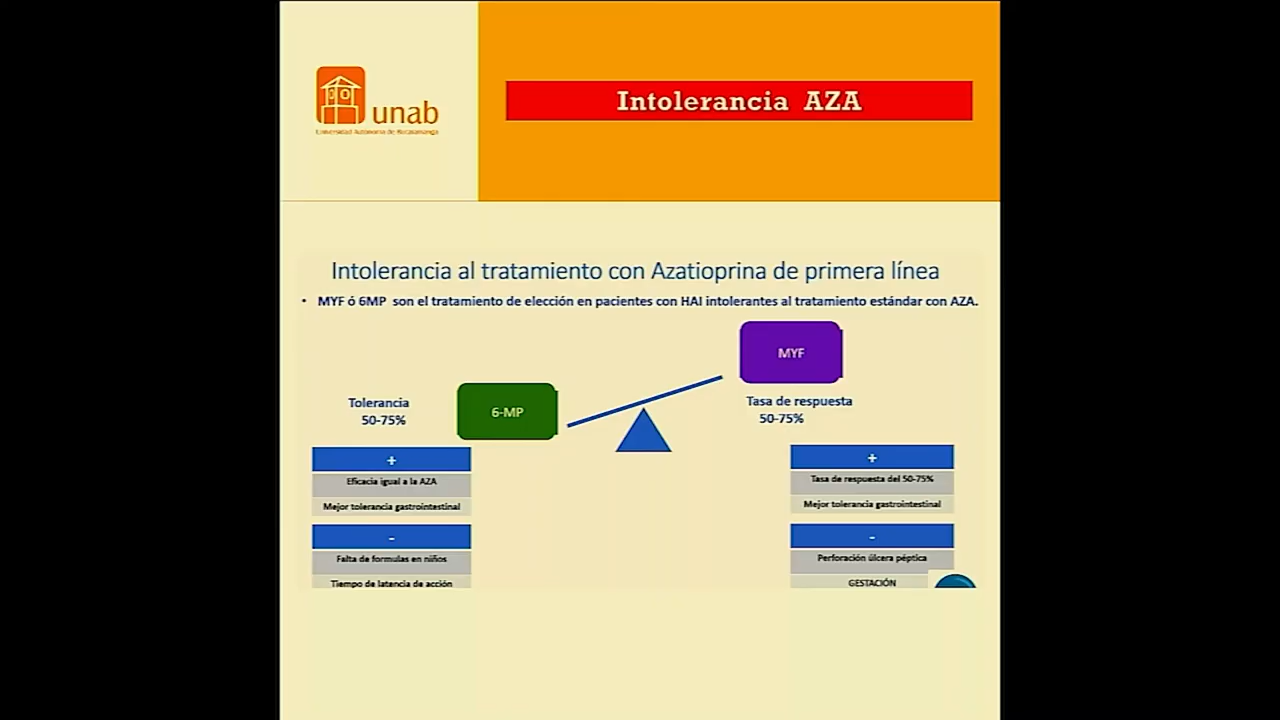 unab
Universidad Autónoma de Bucaramanga
Intolerancia AZA
Intolerancia al tratamiento con Azatioprina de primera línea
• MYF ó 6MP son el tratamiento de elección en pacientes con HAI intolerantes al tratamiento estándar con AZA.
MYF
6-MP
Tolerancia
50-75%
Tasa de respuesta
50-75%
+
Eficacia igual a la AZA
Mejor tolerancia gastrointestinal
-
Falta de formulas en niños
Tiempo de latencia de acción
+
Tasa de respuesta del 50-75%
Mejor tolerancia gastrointestinal
-
Perforación úlcera péptica
GESTACIÓN